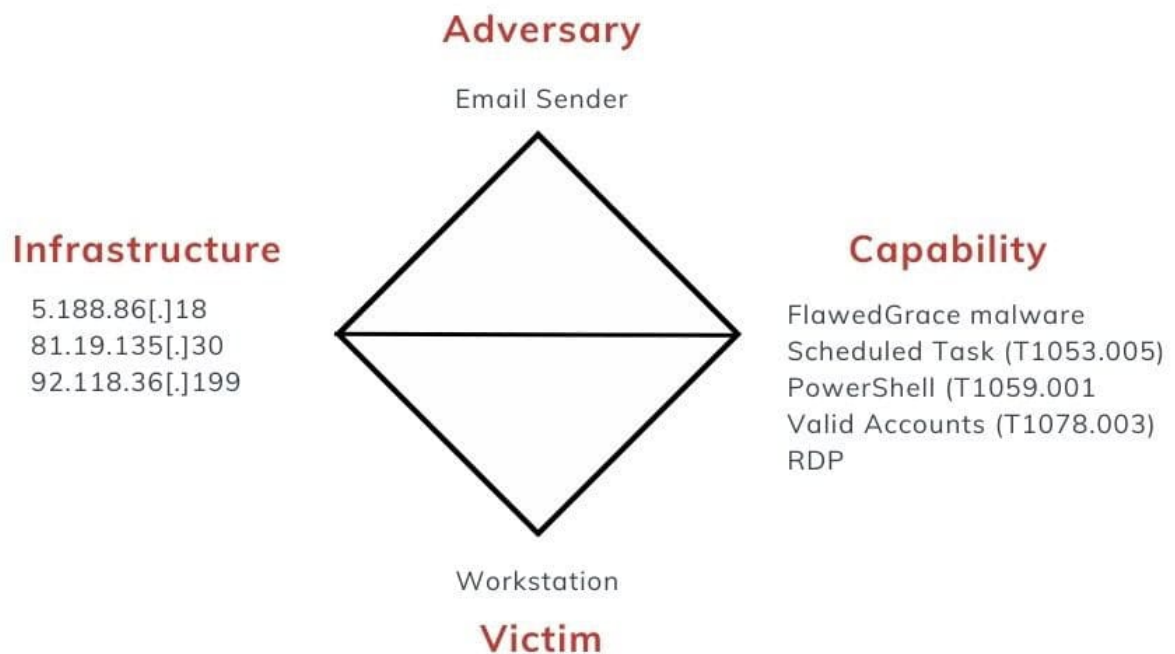 Adversary
Email Sender
Infrastructure
5.188.86[.]18
81.19.135[.]30
92.118.36[.]199
Capability
FlawedGrace malware
Scheduled Task (T1053.005)
PowerShell (T1059.001
Valid Accounts (T1078.003)
RDP
Workstation
Victim